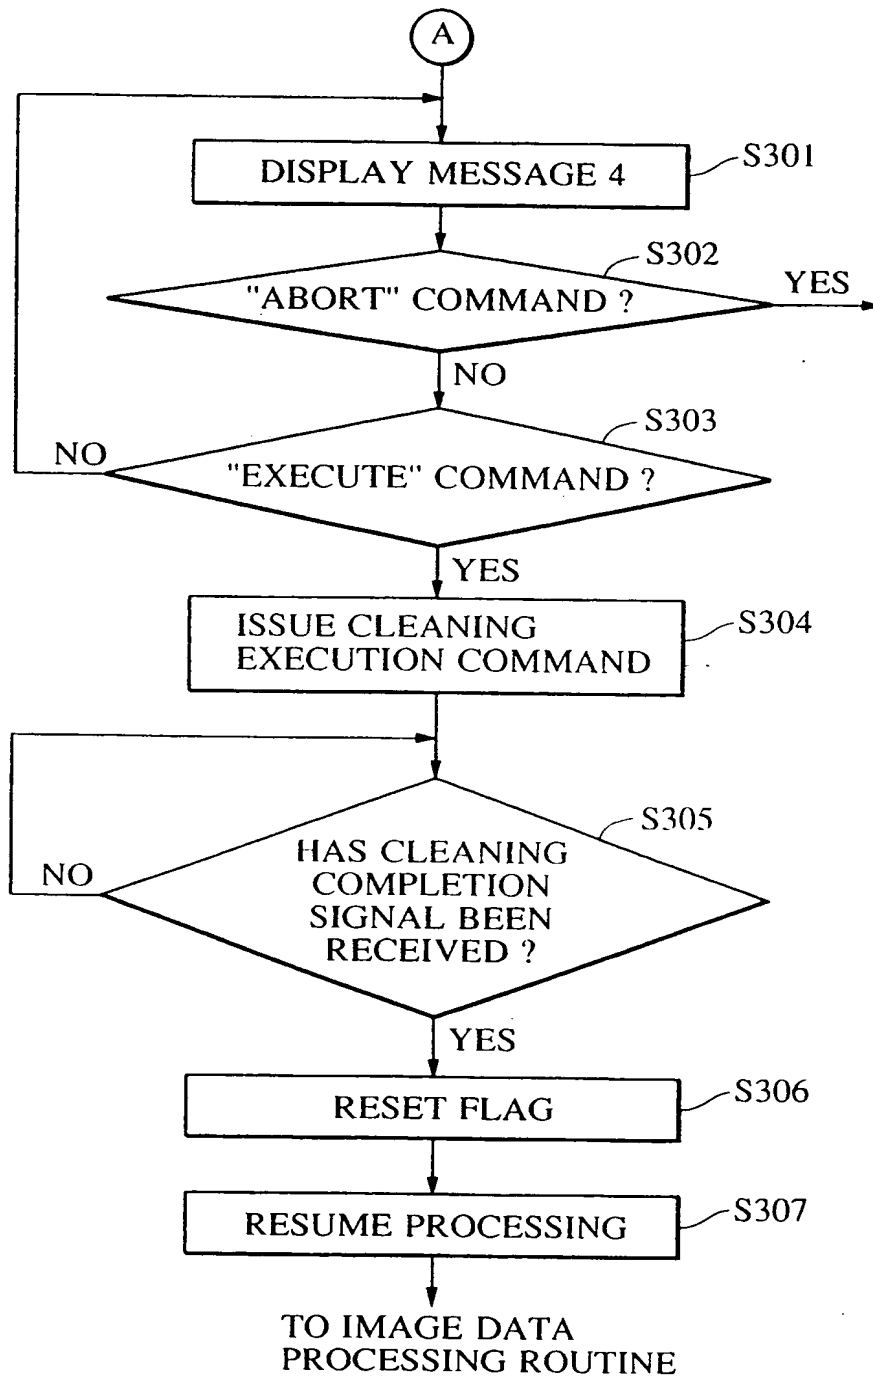 A
DISPLAY MESSAGE 4
S301
"ABORT" COMMAND ?
S302
YES
NO
"EXECUTE" COMMAND ?
S303
NO
YES
ISSUE CLEANING
EXECUTION COMMAND
S304
HAS CLEANING
COMPLETION
SIGNAL BEEN
RECEIVED ?
S305
NO
YES
RESET FLAG
S306
RESUME PROCESSING
S307
TO IMAGE DATA
PROCESSING ROUTINE